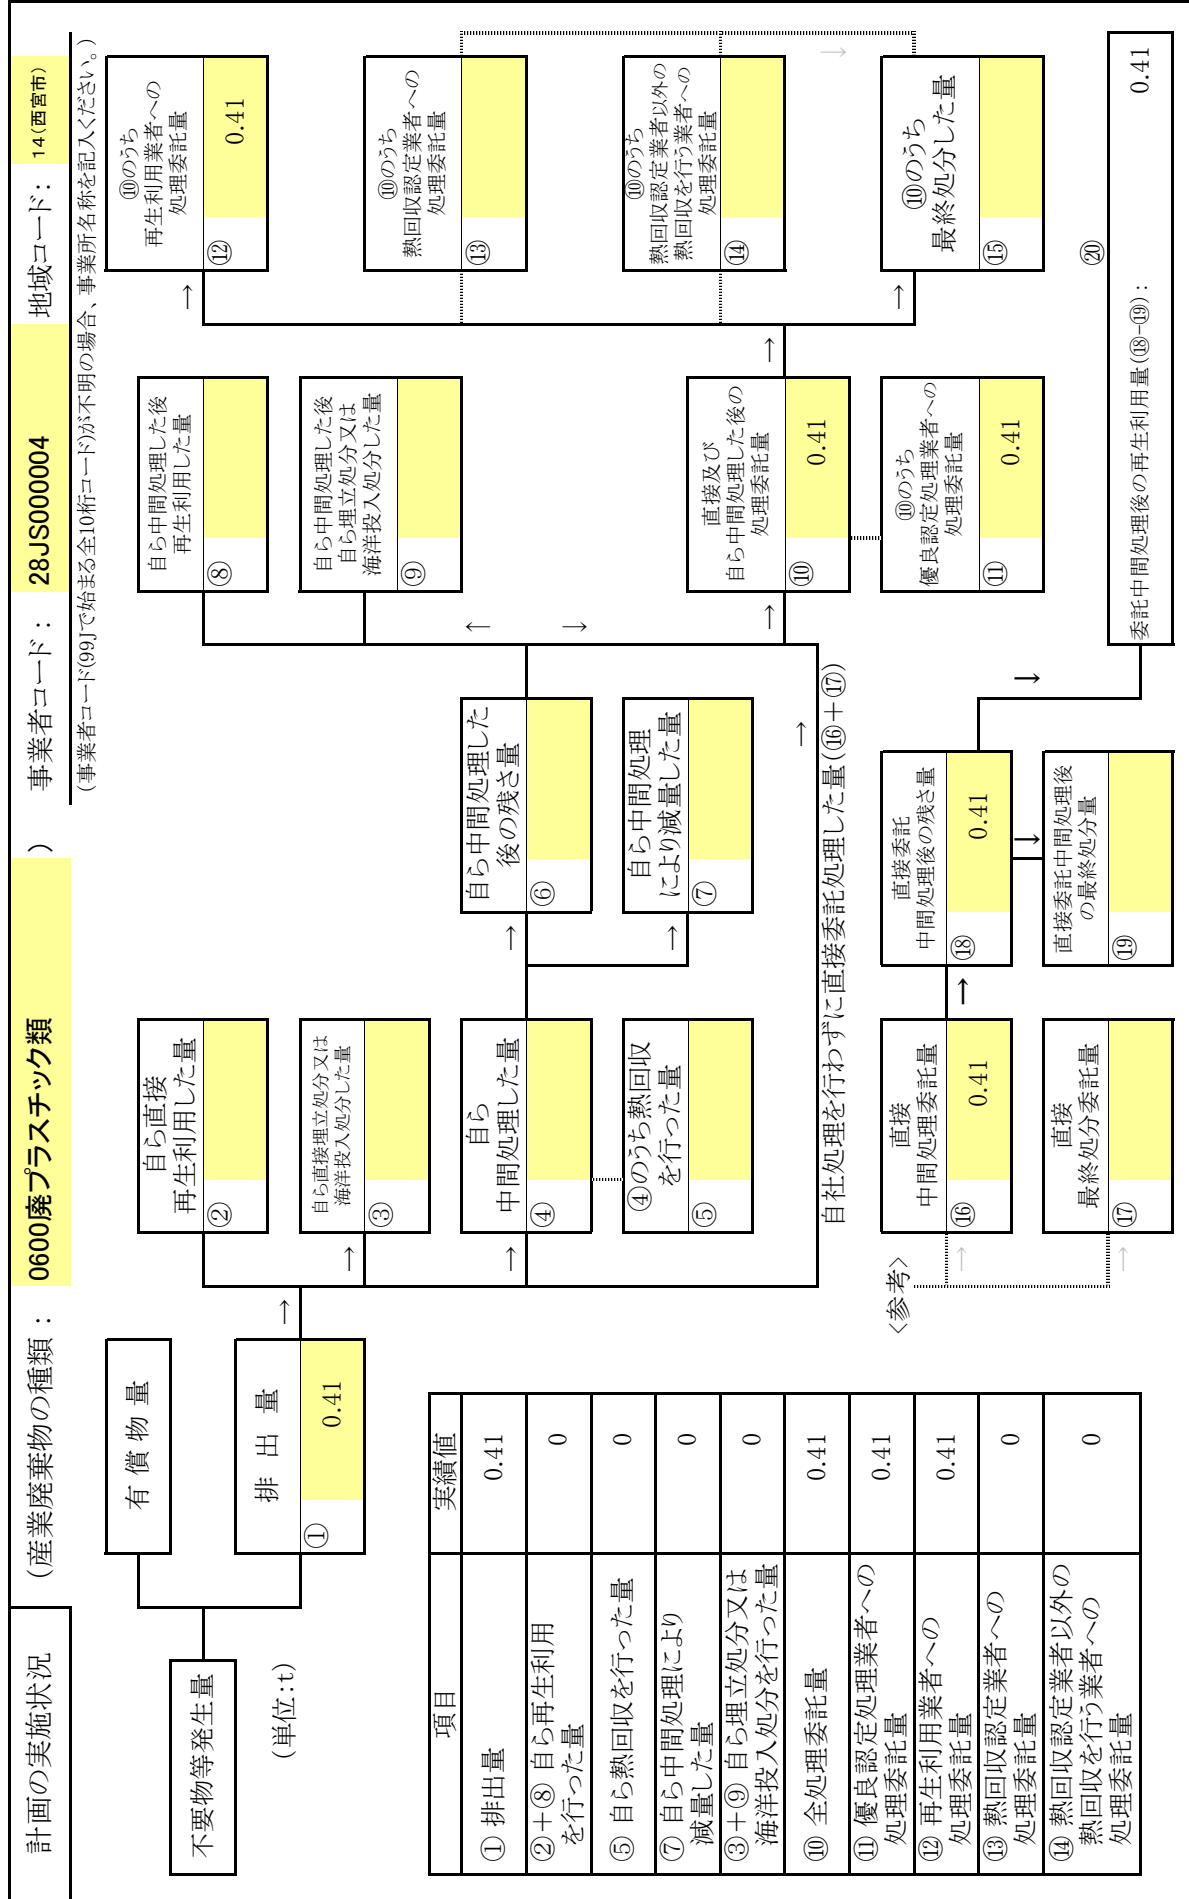 計画の実施状況
(産業廃棄物の種類：
0600廃プラスチック類
)
事業者コード：
28JS000004
地域コード：
14(西宮市)
(事業者コード(99Jで始まる全10桁コード)が不明の場合、事業所名称を記入ください。)
不要物等発生量
(単位:t)
有 償 物 量
排 出 量
①
0.41
→
自ら直接
再生利用した量
②
→
自ら直接埋立処分又は
海洋投入処分した量
③
→
自ら
中間処理した量
④
④のうち熱回収
を行った量
⑤
→
自ら中間処理した
後の残さ量
⑥
→
自ら中間処理
により減量した量
⑦
自ら中間処理した後
再生利用した量
⑧
自ら中間処理した後
自ら埋立処分又は
海洋投入処分した量
⑨
↑
↓
→
→
→
自社処理を行わずに直接委託処理した量(⑯＋⑰)
直接及び
自ら中間処理した後の
処理委託量
⑩
0.41
⑩のうち
優良認定処理業者への
処理委託量
⑪
0.41
→
→
⑩のうち
再生利用業者への
処理委託量
⑫
0.41
⑩のうち
熱回収認定業者への
処理委託量
⑬
⑩のうち
熱回収認定業者以外の
熱回収を行う業者への
処理委託量
⑭
→
↓
⑩のうち
最終処分した量
⑮
<参考>
→
直接
中間処理委託量
⑯
0.41
→
直接
最終処分委託量
⑰
→
直接委託
中間処理後の残さ量
⑱
0.41
↓
直接委託中間処理後
の最終処分量
⑲
↓
⑳
委託中間処理後の再生利用量(⑱-⑲)：
0.41
項目
実績値
① 排出量
0.41
②＋⑧ 自ら再生利用
を行った量
0
⑤ 自ら熱回収を行った量
0
⑦ 自ら中間処理により
減量した量
0
③＋⑨ 自ら埋立処分又は
海洋投入処分を行った量
0
⑩ 全処理委託量
0.41
⑪ 優良認定処理業者への
処理委託量
0.41
⑫ 再生利用業者への
処理委託量
0.41
⑬ 熱回収認定業者への
処理委託量
0
⑭ 熱回収認定業者以外の
熱回収を行う業者への
処理委託量
0